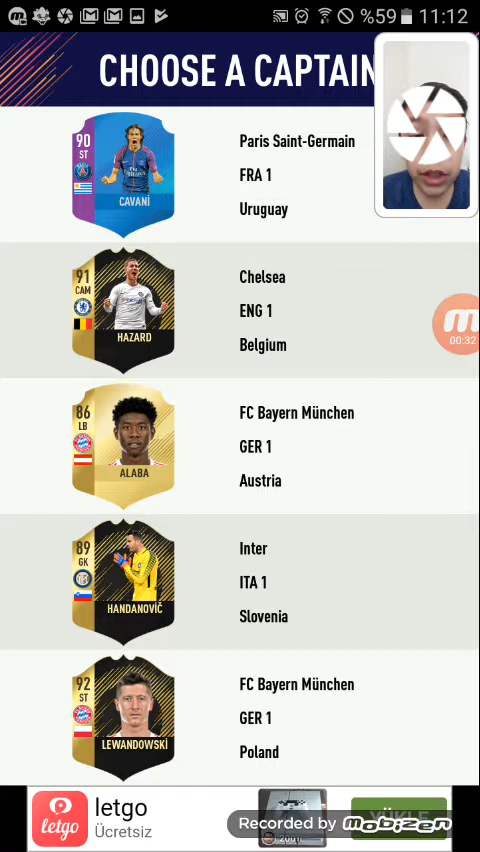 %59 11:12
CHOOSE A CAPTAIN
90
ST
CAVANİ
Paris Saint-Germain
FRA 1
Uruguay
91
CAM
HAZARD
Chelsea
ENG 1
Belgium
00:32
86
LB
ALABA
FC Bayern München
GER 1
Austria
89
GK
HANDANOVİČ
Inter
ITA 1
Slovenia
92
ST
LEWANDOWSKİ
FC Bayern München
GER 1
Poland
letgo
letgo
Ücretsiz
YÜKLE
Recorded by mobizen